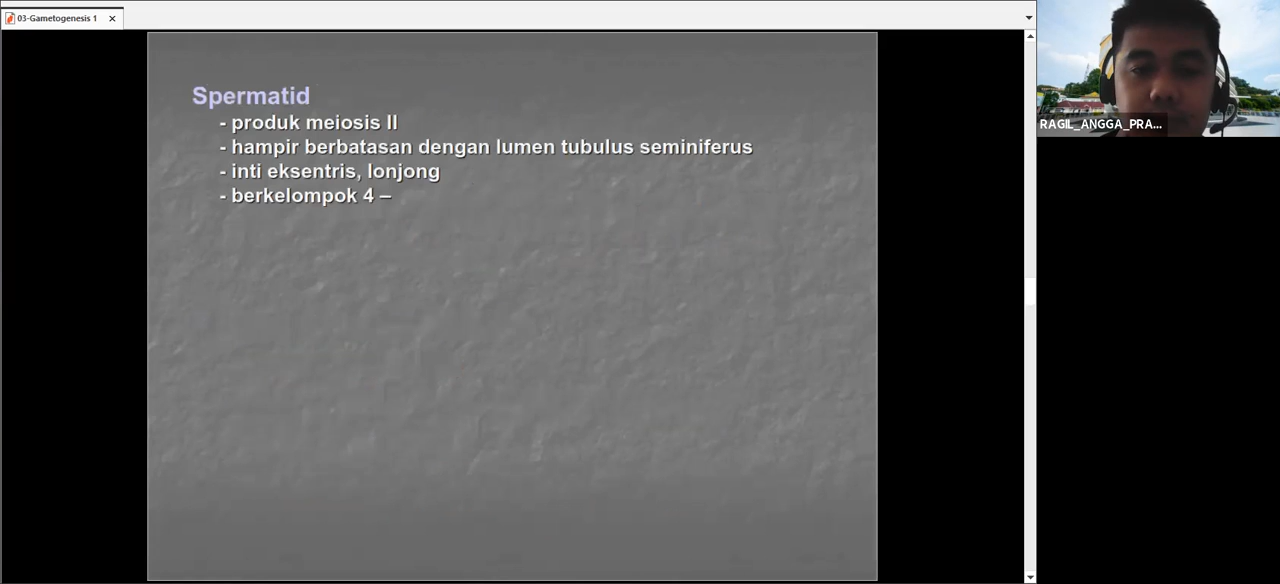 03-Gametogenesis 1
Spermatid
- produk meiosis II
- hampir berbatasan dengan lumen tubulus seminiferus
- inti eksentris, lonjong
- berkelompok 4 –
RAGIL_ANGGA_PRA...